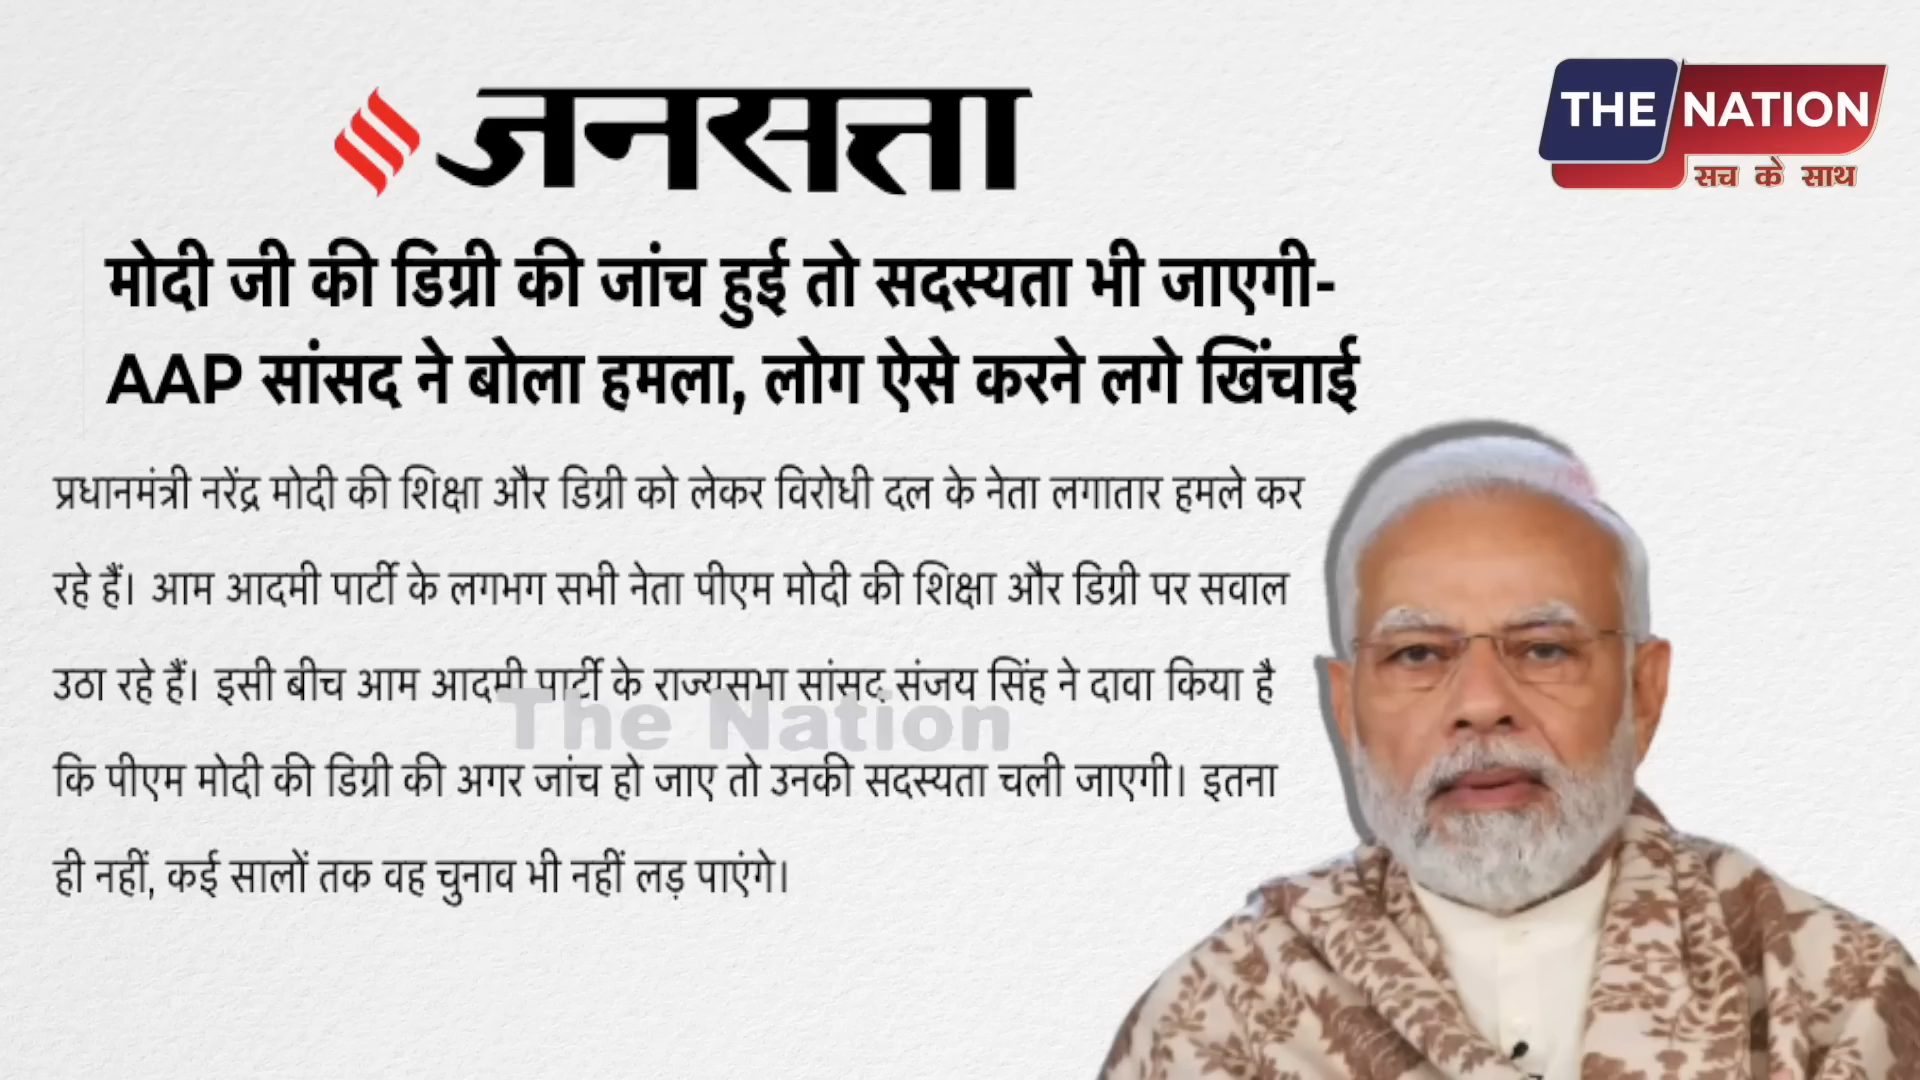 जनसत्ता
THE NATION
सच के साथ
मोदी जी की डिग्री की जांच हुई तो सदस्यता भी जाएगी-
AAP सांसद ने बोला हमला, लोग ऐसे करने लगे खिंचाई
प्रधानमंत्री नरेंद्र मोदी की शिक्षा और डिग्री को लेकर विरोधी दल के नेता लगातार हमले कर
रहे हैं। आम आदमी पार्टी के लगभग सभी नेता पीएम मोदी की शिक्षा और डिग्री पर सवाल
उठा रहे हैं। इसी बीच आम आदमी पार्टी के राज्यसभा सांसद संजय सिंह ने दावा किया है
The Nation
कि पीएम मोदी की डिग्री की अगर जांच हो जाए तो उनकी सदस्यता चली जाएगी। इतना
ही नहीं, कई सालों तक वह चुनाव भी नहीं लड़ पाएंगे।